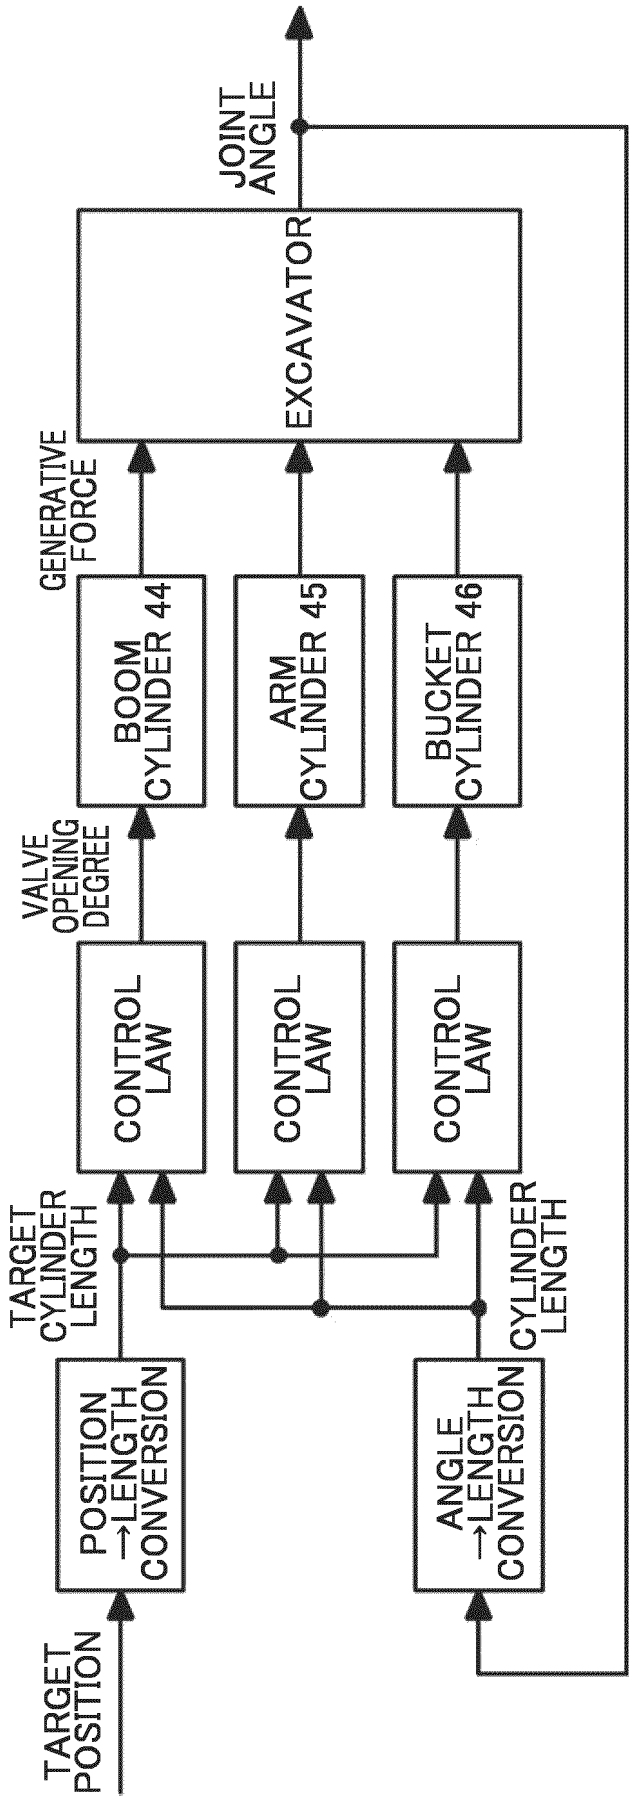 TARGET
POSITION
POSITION
→LENGTH
CONVERSION
TARGET
CYLINDER
LENGTH
CONTROL
LAW
VALVE
OPENING
DEGREE
BOOM
CYLINDER 44
GENERATIVE
FORCE
EXCAVATOR
JOINT
ANGLE
CONTROL
LAW
ARM
CYLINDER 45
ANGLE
→LENGTH
CONVERSION
CYLINDER
LENGTH
CONTROL
LAW
BUCKET
CYLINDER 46